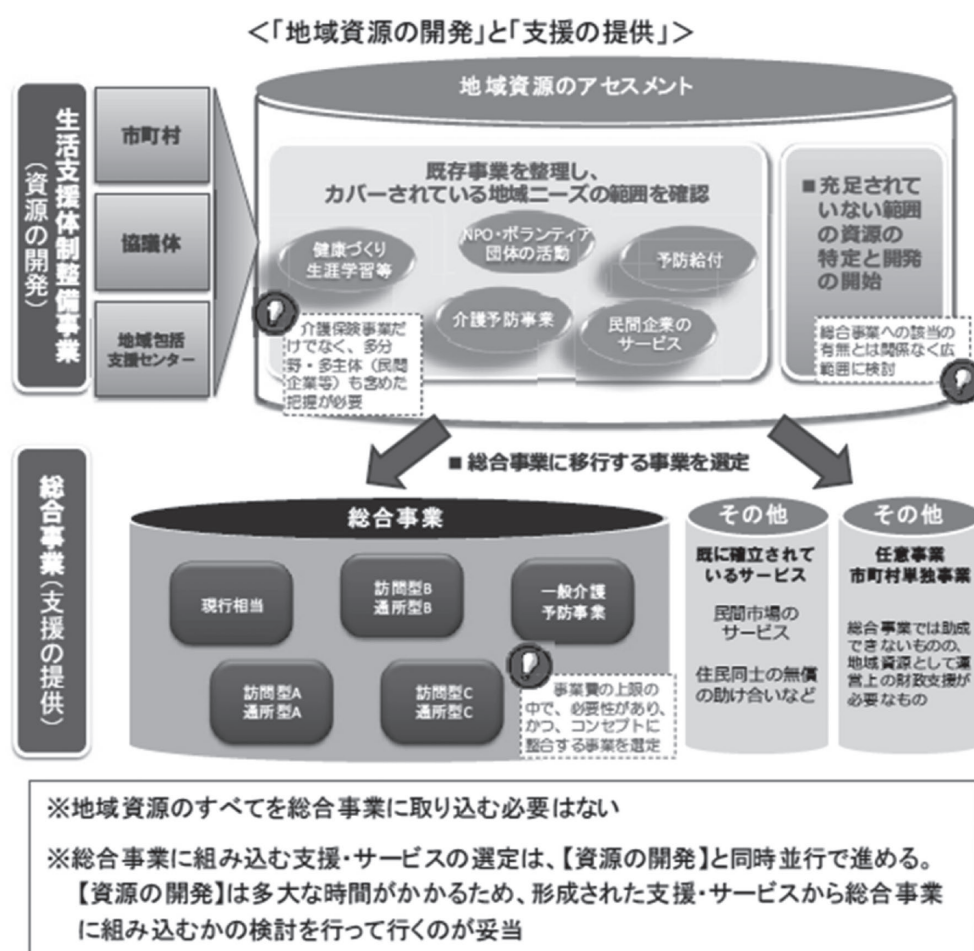 ＜「地域資源の開発」と「支援の提供」＞
生活支援体制整備事業
（資源の開発）
市町村
協議体
地域包括
支援センター
地域資源のアセスメント
既存事業を整理し、
カバーされている地域ニーズの範囲を確認
健康づくり
生涯学習等
NPO・ボランティア
団体の活動
予防給付
介護予防事業
民間企業の
サービス
介護保険事業だ
けでなく、多分
野・多主体（民間
企業等）も含めた
把握が必要
■充足されて
いない範囲
の資源の
特定と開発
の開始
総合事業への該当の
有無とは関係なく広
範囲に検討
■総合事業に移行する事業を選定
総合事業（支援の提供）
総合事業
現行相当
訪問型B
通所型B
一般介護
予防事業
訪問型A
通所型A
訪問型C
通所型C
事業費の上限の
中で、必要性があり、
かつ、コンセプトに
整合する事業を選定
その他
既に確立されて
いるサービス
民間市場の
サービス
住民同士の無償
の助け合いなど
その他
任意事業
市町村単独事業
総合事業では助成
できないものの、
地域資源として運
営上の財政支援が
必要なもの
※地域資源のすべてを総合事業に取り込む必要はない
※総合事業に組み込む支援・サービスの選定は、【資源の開発】と同時並行で進める。
【資源の開発】は多大な時間がかかるため、形成された支援・サービスから総合事業
に組み込むかの検討を行って行くのが妥当